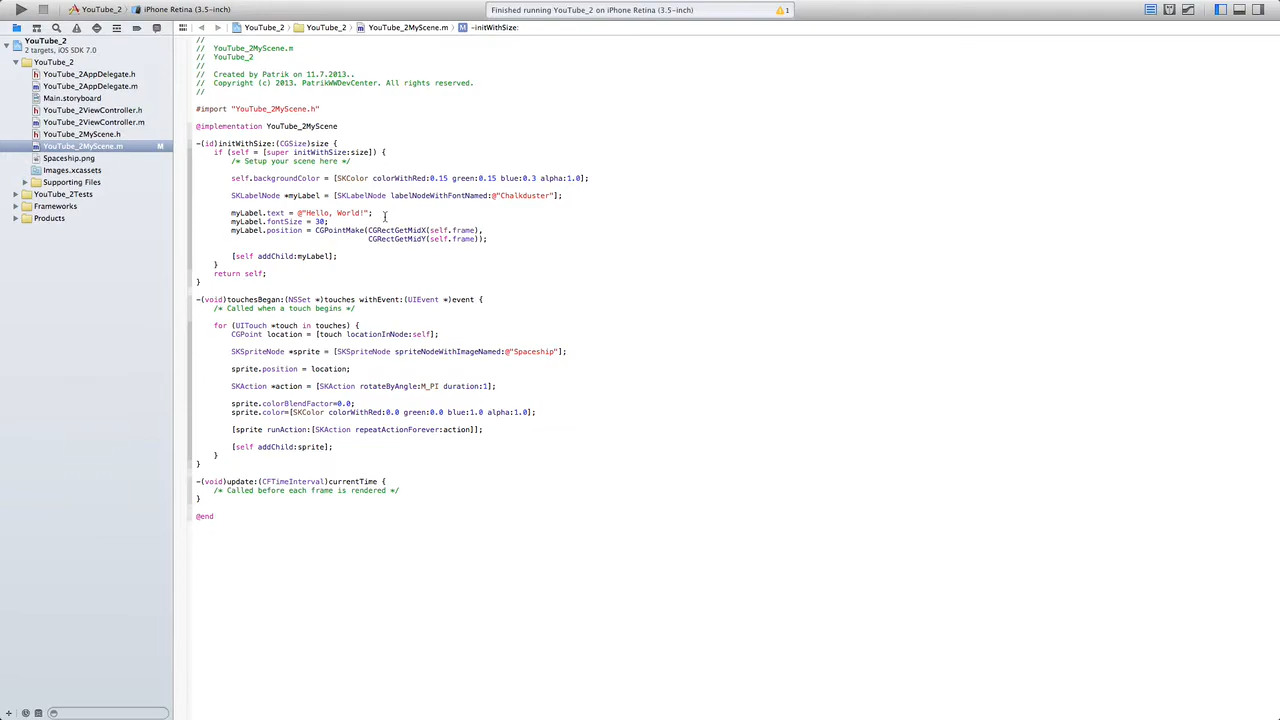 YouTube_2
iPhone Retina (3.5-inch)
Finished running YouTube_2 on iPhone Retina (3.5-inch)
1
YouTube_2
YouTube_2
YouTube_2MyScene.m
M
-initWithSize:
YouTube_2
2 targets, iOS SDK 7.0
YouTube_2
YouTube_2AppDelegate.h
YouTube_2AppDelegate.m
Main.storyboard
YouTube_2ViewController.h
YouTube_2ViewController.m
YouTube_2MyScene.h
YouTube_2MyScene.m
M
Spaceship.png
Images.xcassets
Supporting Files
YouTube_2Tests
Frameworks
Products
//
//  YouTube_2MyScene.m
//  YouTube_2
//
//  Created by Patrik on 11.7.2013..
//  Copyright (c) 2013. PatrikWWDevCenter. All rights reserved.
//
#import "YouTube_2MyScene.h"
@implementation YouTube_2MyScene
-(id)initWithSize:(CGSize)size {
if (self = [super initWithSize:size]) {
/* Setup your scene here */
self.backgroundColor = [SKColor colorWithRed:0.15 green:0.15 blue:0.3 alpha:1.0];
SKLabelNode *myLabel = [SKLabelNode labelNodeWithFontNamed:@"Chalkduster"];
myLabel.text = @"Hello, World!";
myLabel.fontSize = 30;
myLabel.position = CGPointMake(CGRectGetMidX(self.frame),
CGRectGetMidY(self.frame));
[self addChild:myLabel];
}
return self;
}
-(void)touchesBegan:(NSSet *)touches withEvent:(UIEvent *)event {
/* Called when a touch begins */
for (UITouch *touch in touches) {
CGPoint location = [touch locationInNode:self];
SKSpriteNode *sprite = [SKSpriteNode spriteNodeWithImageNamed:@"Spaceship"];
sprite.position = location;
SKAction *action = [SKAction rotateByAngle:M_PI duration:1];
sprite.colorBlendFactor=0.0;
sprite.color=[SKColor colorWithRed:0.0 green:0.0 blue:1.0 alpha:1.0];
[sprite runAction:[SKAction repeatActionForever:action]];
[self addChild:sprite];
}
}
-(void)update:(CFTimeInterval)currentTime {
/* Called before each frame is rendered */
}
@end